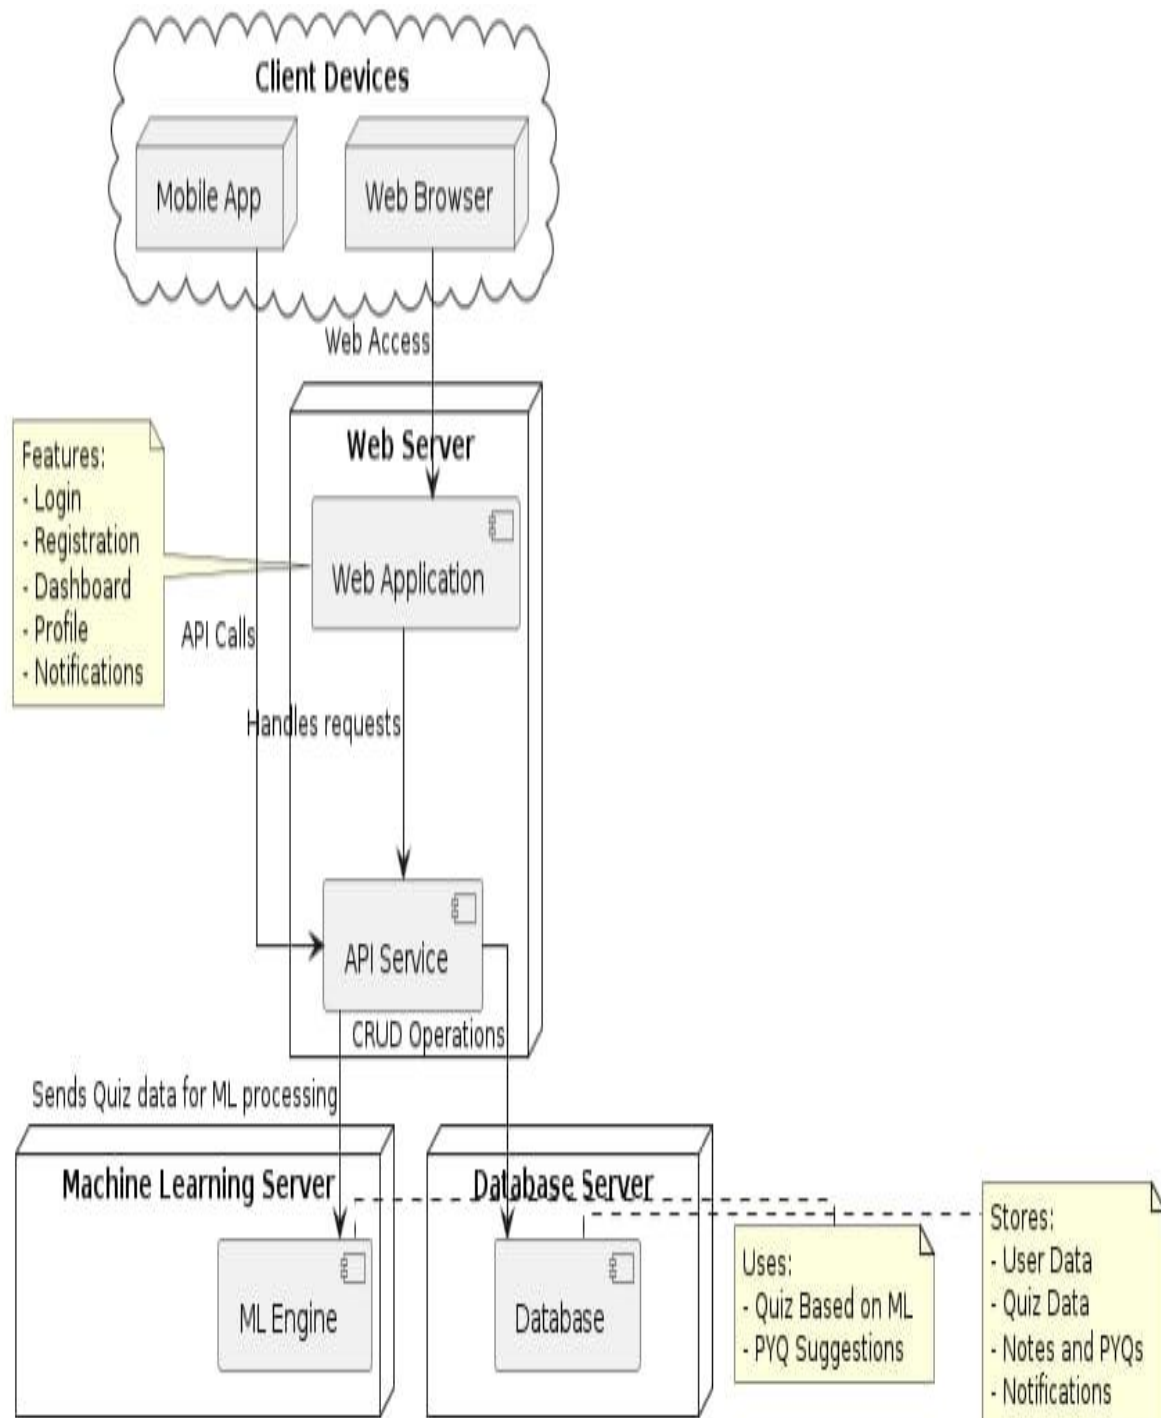 Client Devices
Mobile App
Web Browser
Web Access
Web Server
Features:
- Login
- Registration
- Dashboard
- Profile
- Notifications
Web Application
API Calls
Handles requests
API Service
CRUD Operations
Sends Quiz data for ML processing
Machine Learning Server
Database Server
ML Engine
Database
Uses:
- Quiz Based on ML
- PYQ Suggestions
Stores:
- User Data
- Quiz Data
- Notes and PYQs
- Notifications